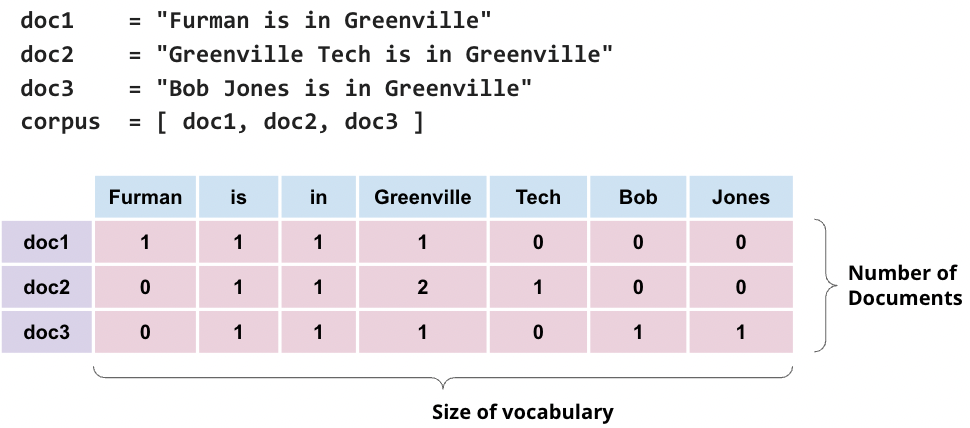 doc1 = "Furman is in Greenville"
doc2 = "Greenville Tech is in Greenville"
doc3 = "Bob Jones is in Greenville"
corpus = [ doc1, doc2, doc3 ]
Furman is in Greenville Tech Bob Jones
doc1 1 1 1 1 0 0 0
doc2 0 1 1 2 1 0 0
doc3 0 1 1 1 0 1 1
Number of
Documents
Size of vocabulary